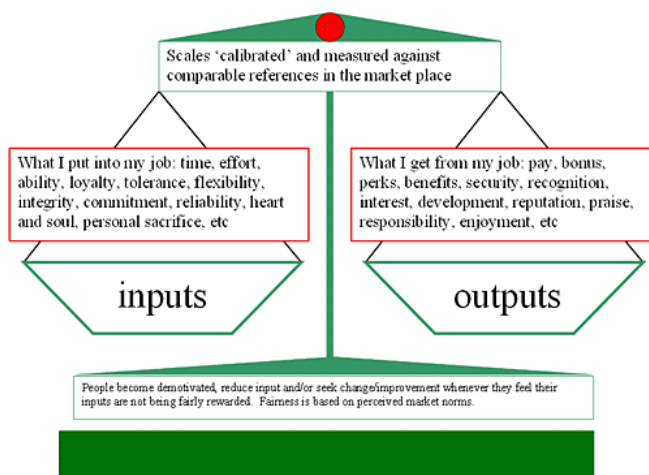 Scales ‘calibrated’ and measured against
comparable references in the market place
What I put into my job: time, effort,
ability, loyalty, tolerance, flexibility,
integrity, commitment, reliability, heart
and soul, personal sacrifice, etc
What I get from my job: pay, bonus,
perks, benefits, security, recognition,
interest, development, reputation, praise,
responsibility, enjoyment, etc
inputs
outputs
People become demotivated, reduce input and/or seek change/improvement whenever they feel their
inputs are not being fairly rewarded.  Fairness is based on perceived market norms.